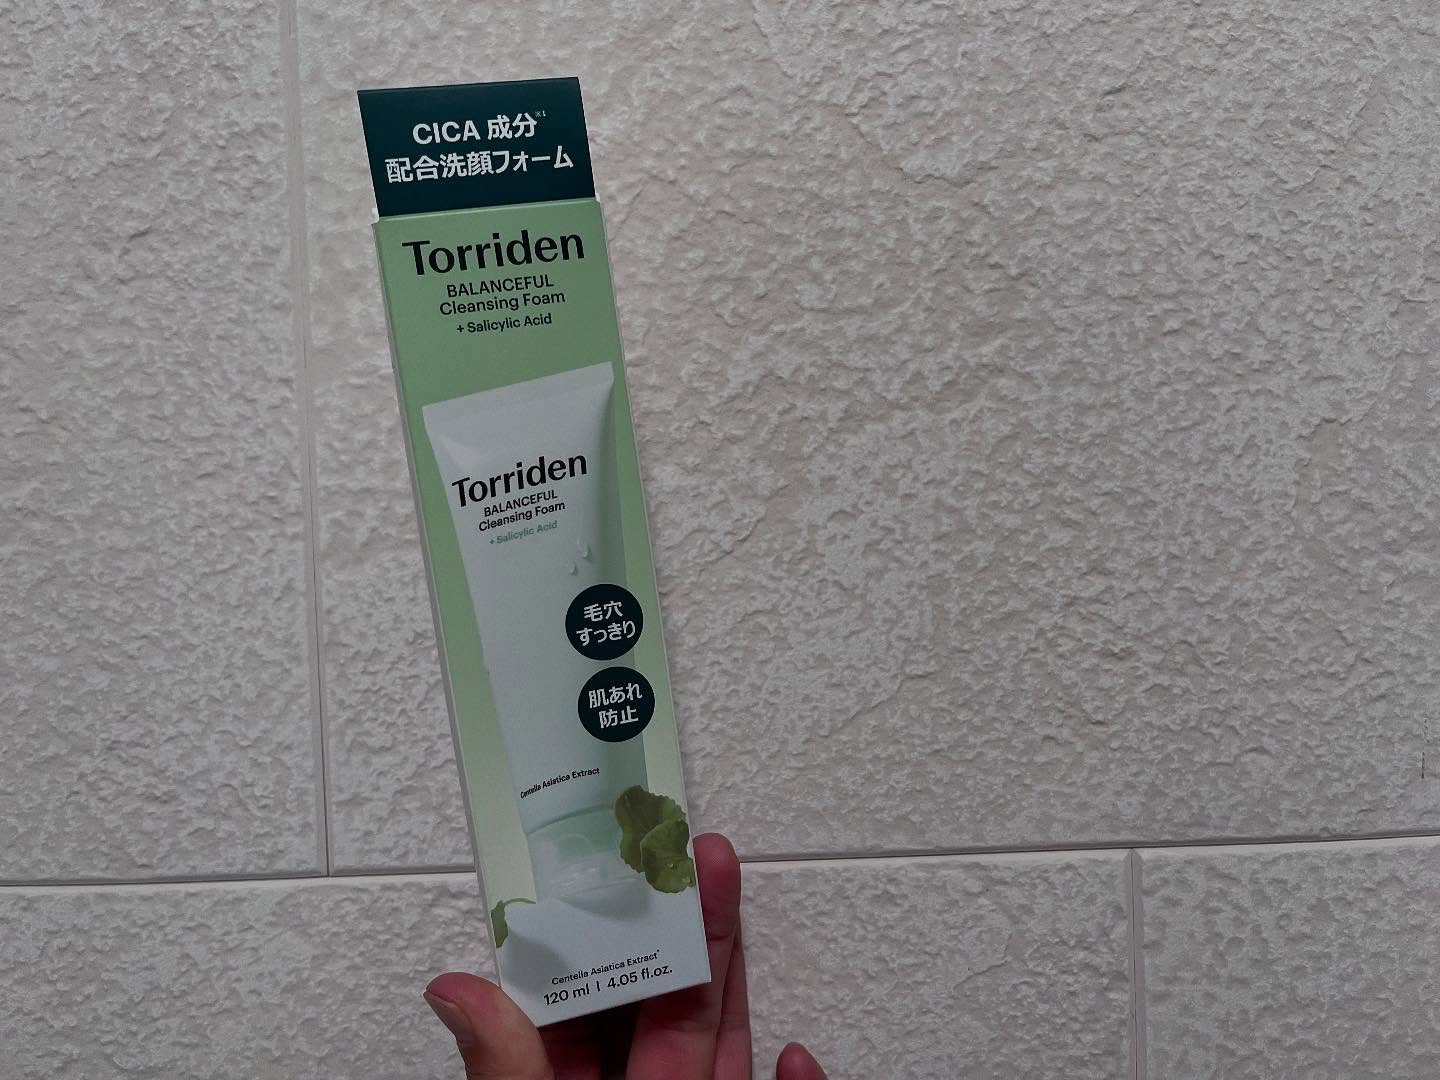 CICA 成分※1
配合洗顔フォーム
Torriden
BALANCEFUL
Cleansing Foam
+ Salicylic Acid
Torriden
BALANCEFUL
Cleansing Foam
+ Salicylic Acid
毛穴
すっきり
肌あれ
防止
Centella Asiatica Extract
Centella Asiatica Extract*
120 ml | 4.05 fl.oz.